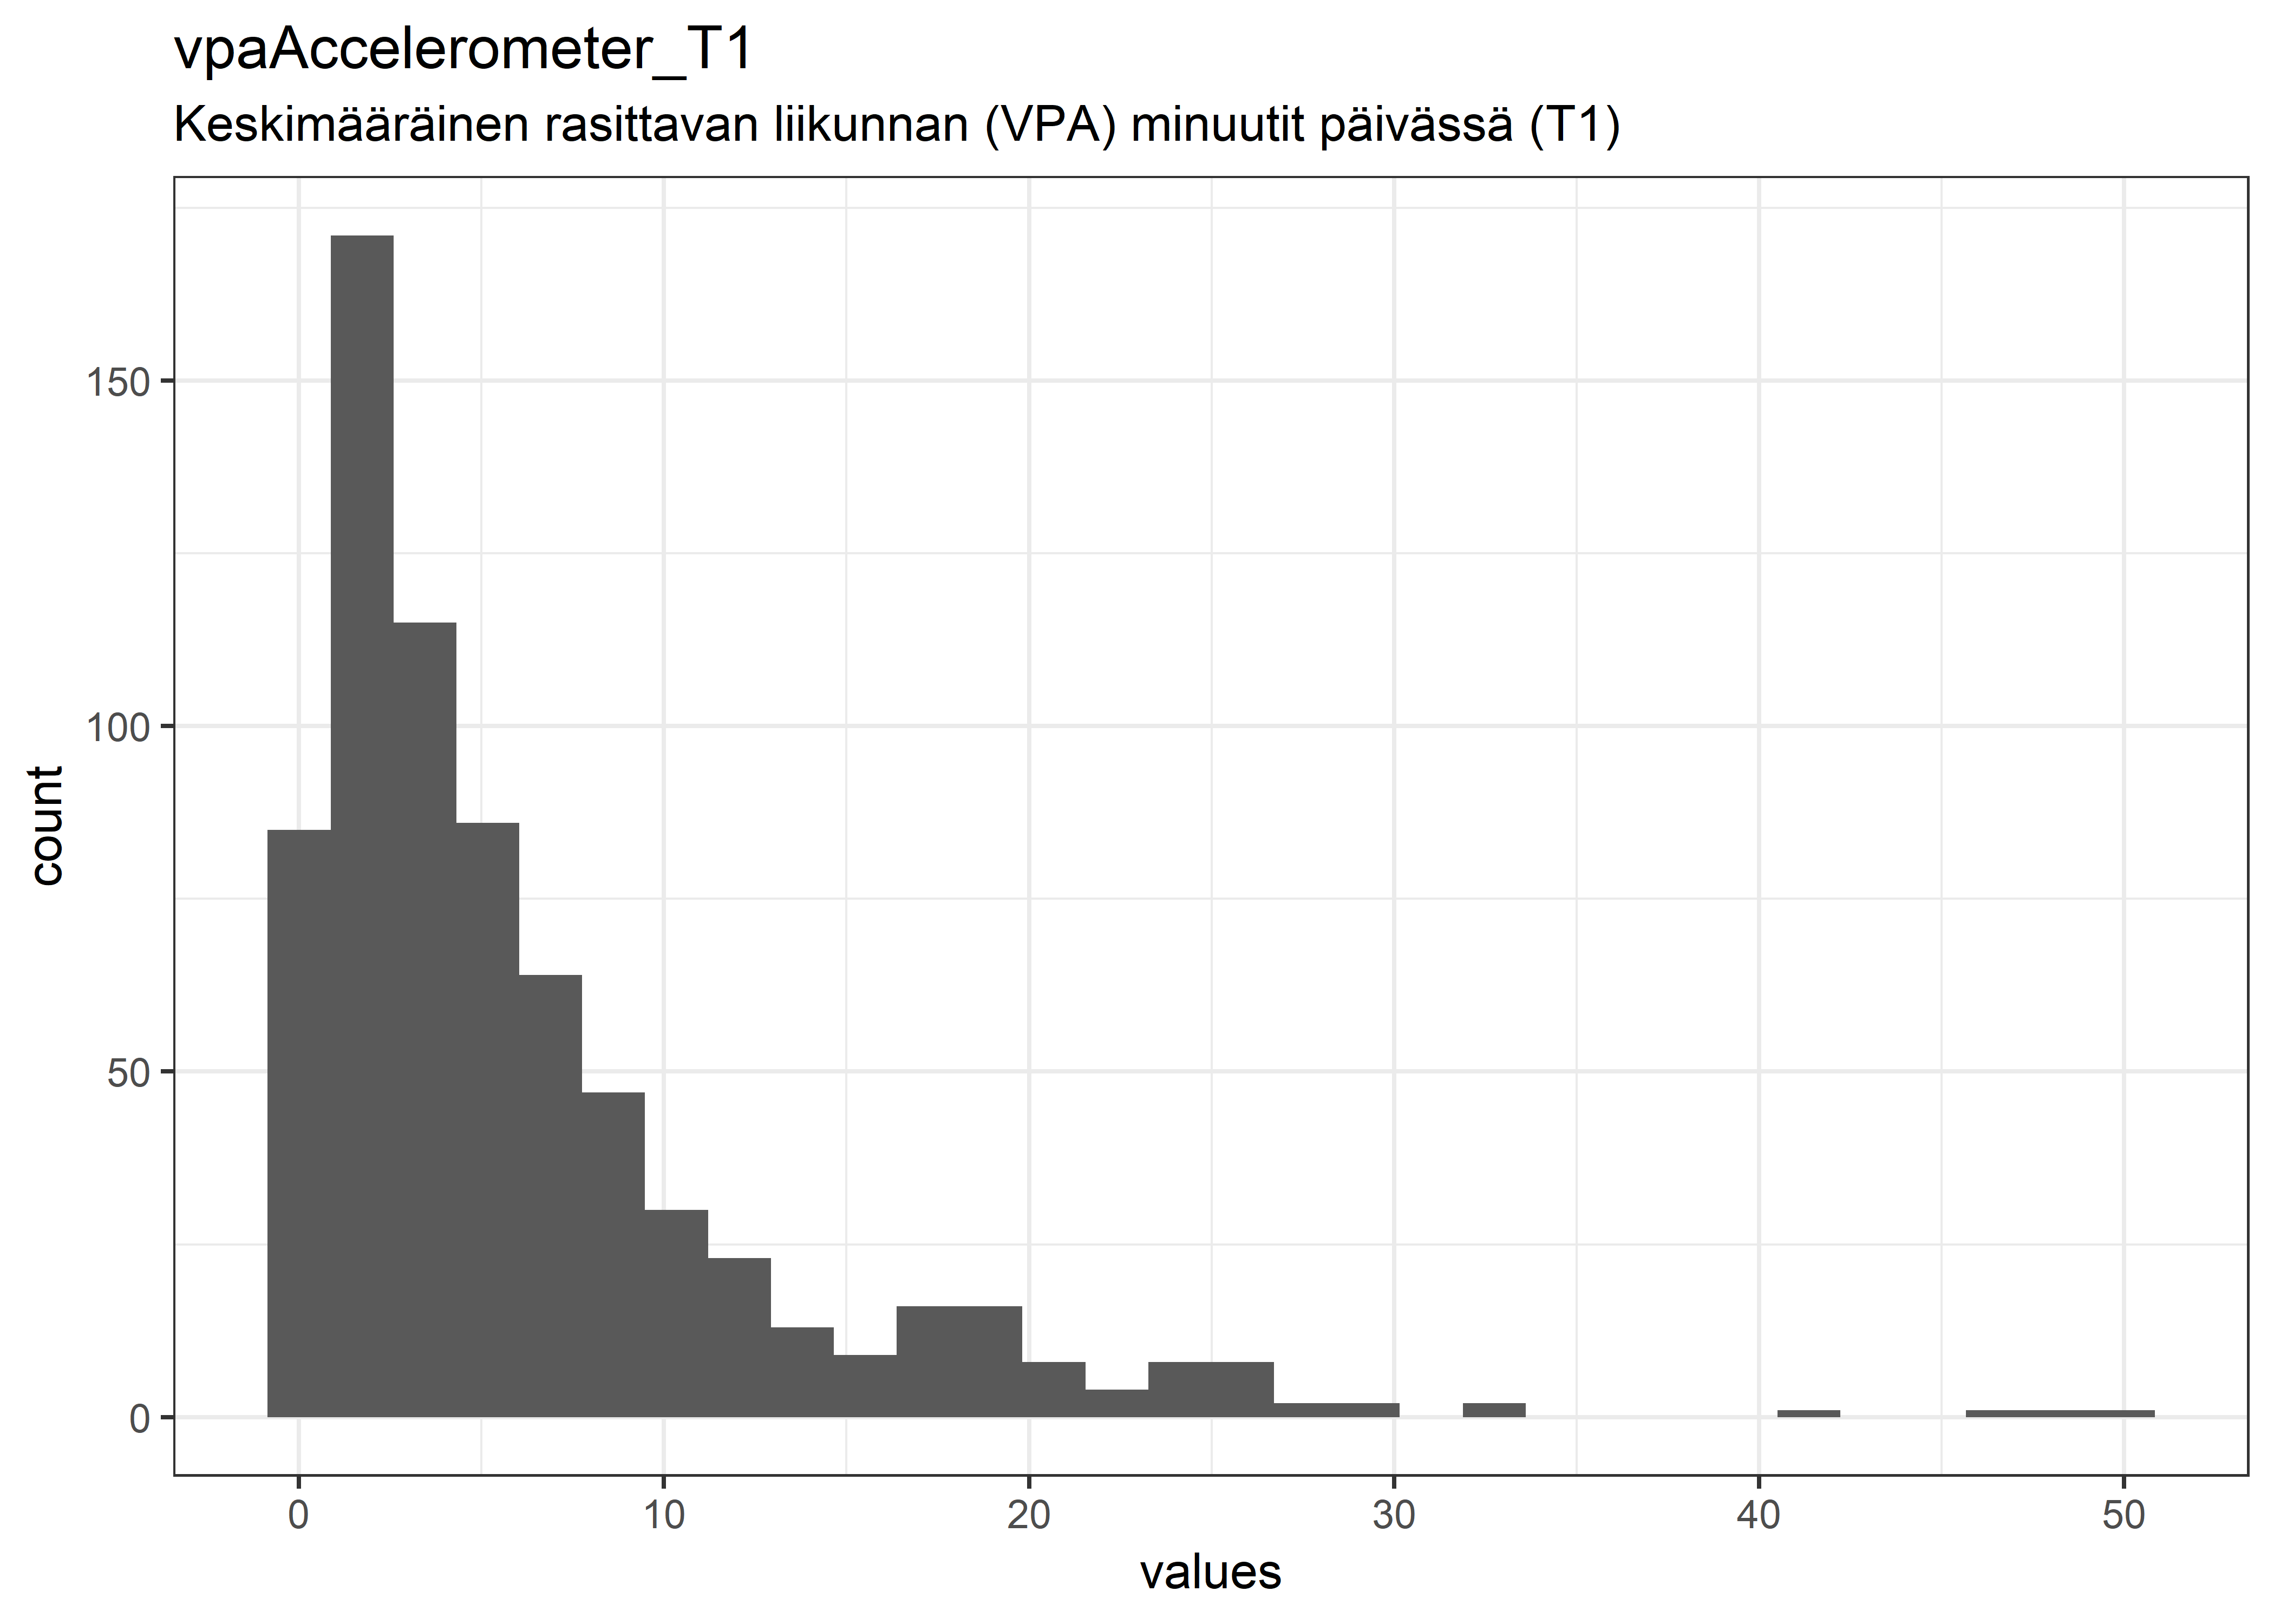 vpaAccelerometer_T1
Keskimääräinen rasittavan liikunnan (VPA) minuutit päivässä (T1)
150
100
50
0
count
0 10 20 30 40 50
values